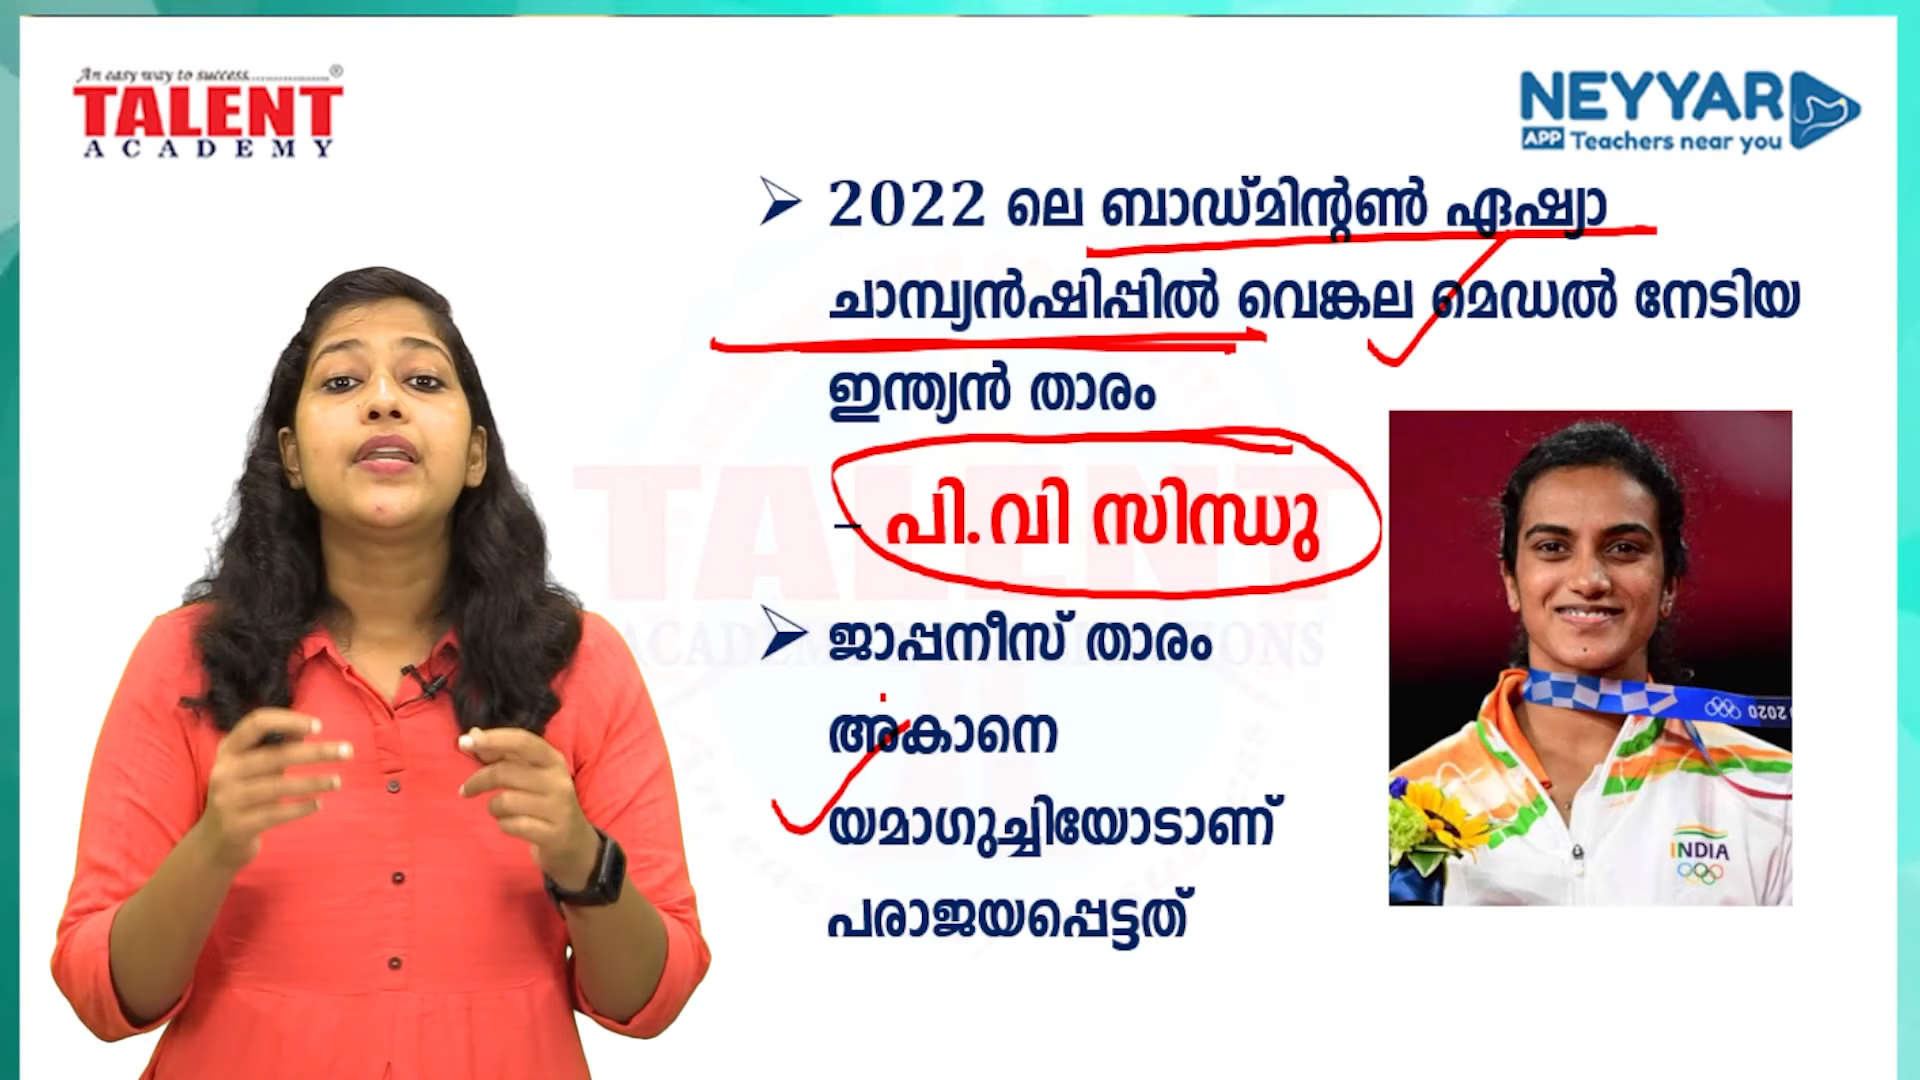 An easy way to success.................®
TALENT
ACADEMY
NEYYAR
APP Teachers near you
➢ 2022 ലെ ബാഡ്മിന്റൺ ഏഷ്യാ
ചാമ്പ്യൻഷിപ്പിൽ വെങ്കല മെഡൽ നേടിയ
ഇന്ത്യൻ താരം
– പി.വി സിന്ധു
➢ ജാപ്പനീസ് താരം
അകാനെ
യമാഗുച്ചിയോടാണ്
പരാജയപ്പെട്ടത്
TALENT
2020
INDIA